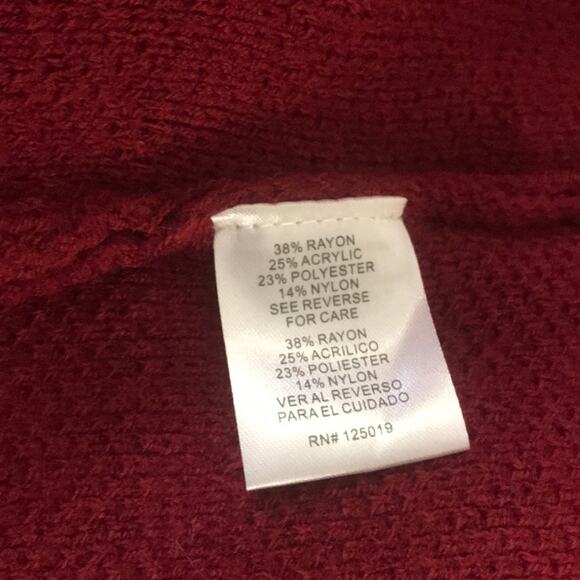 38% RAYON
25% ACRYLIC
23% POLYESTER
14% NYLON
SEE REVERSE
FOR CARE
38% RAYON
25% ACRILICO
23% POLIESTER
14% NYLON
VER AL REVERSO
PARA EL CUIDADO
RN# 125019